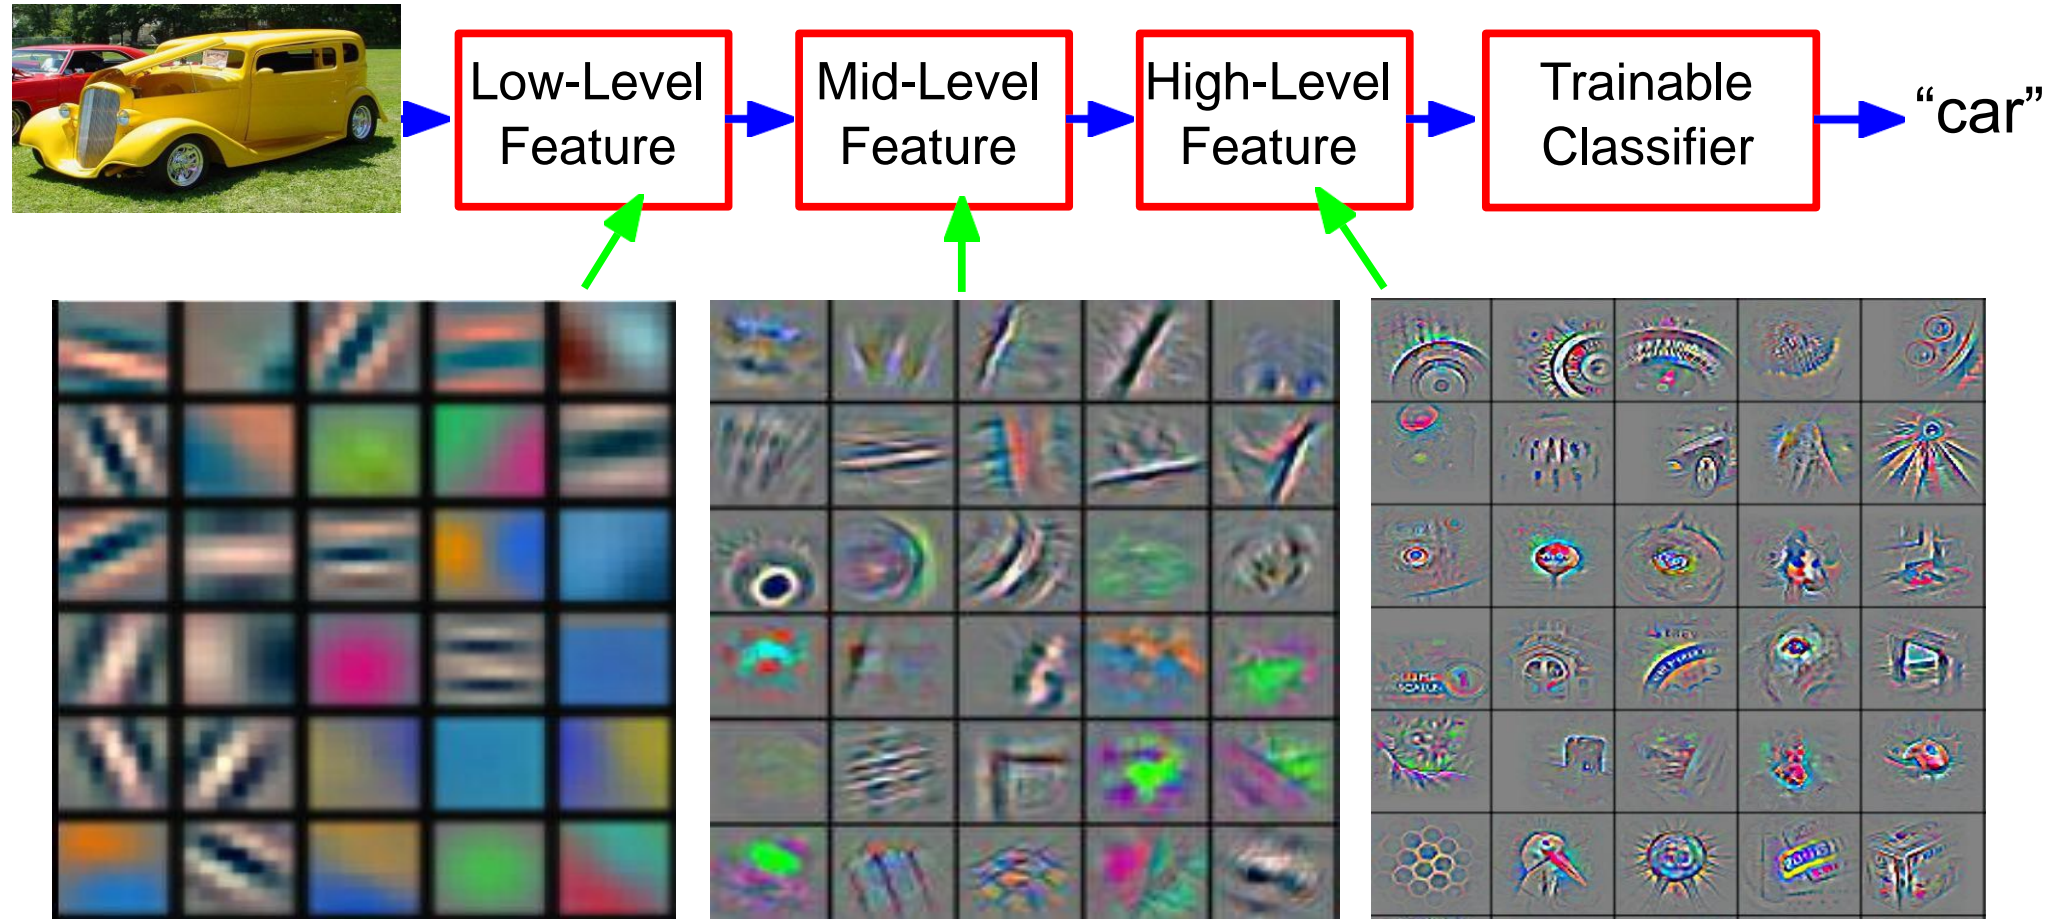 Low-Level
Feature
Mid-Level
Feature
High-Level
Feature
Trainable
Classifier
“car”